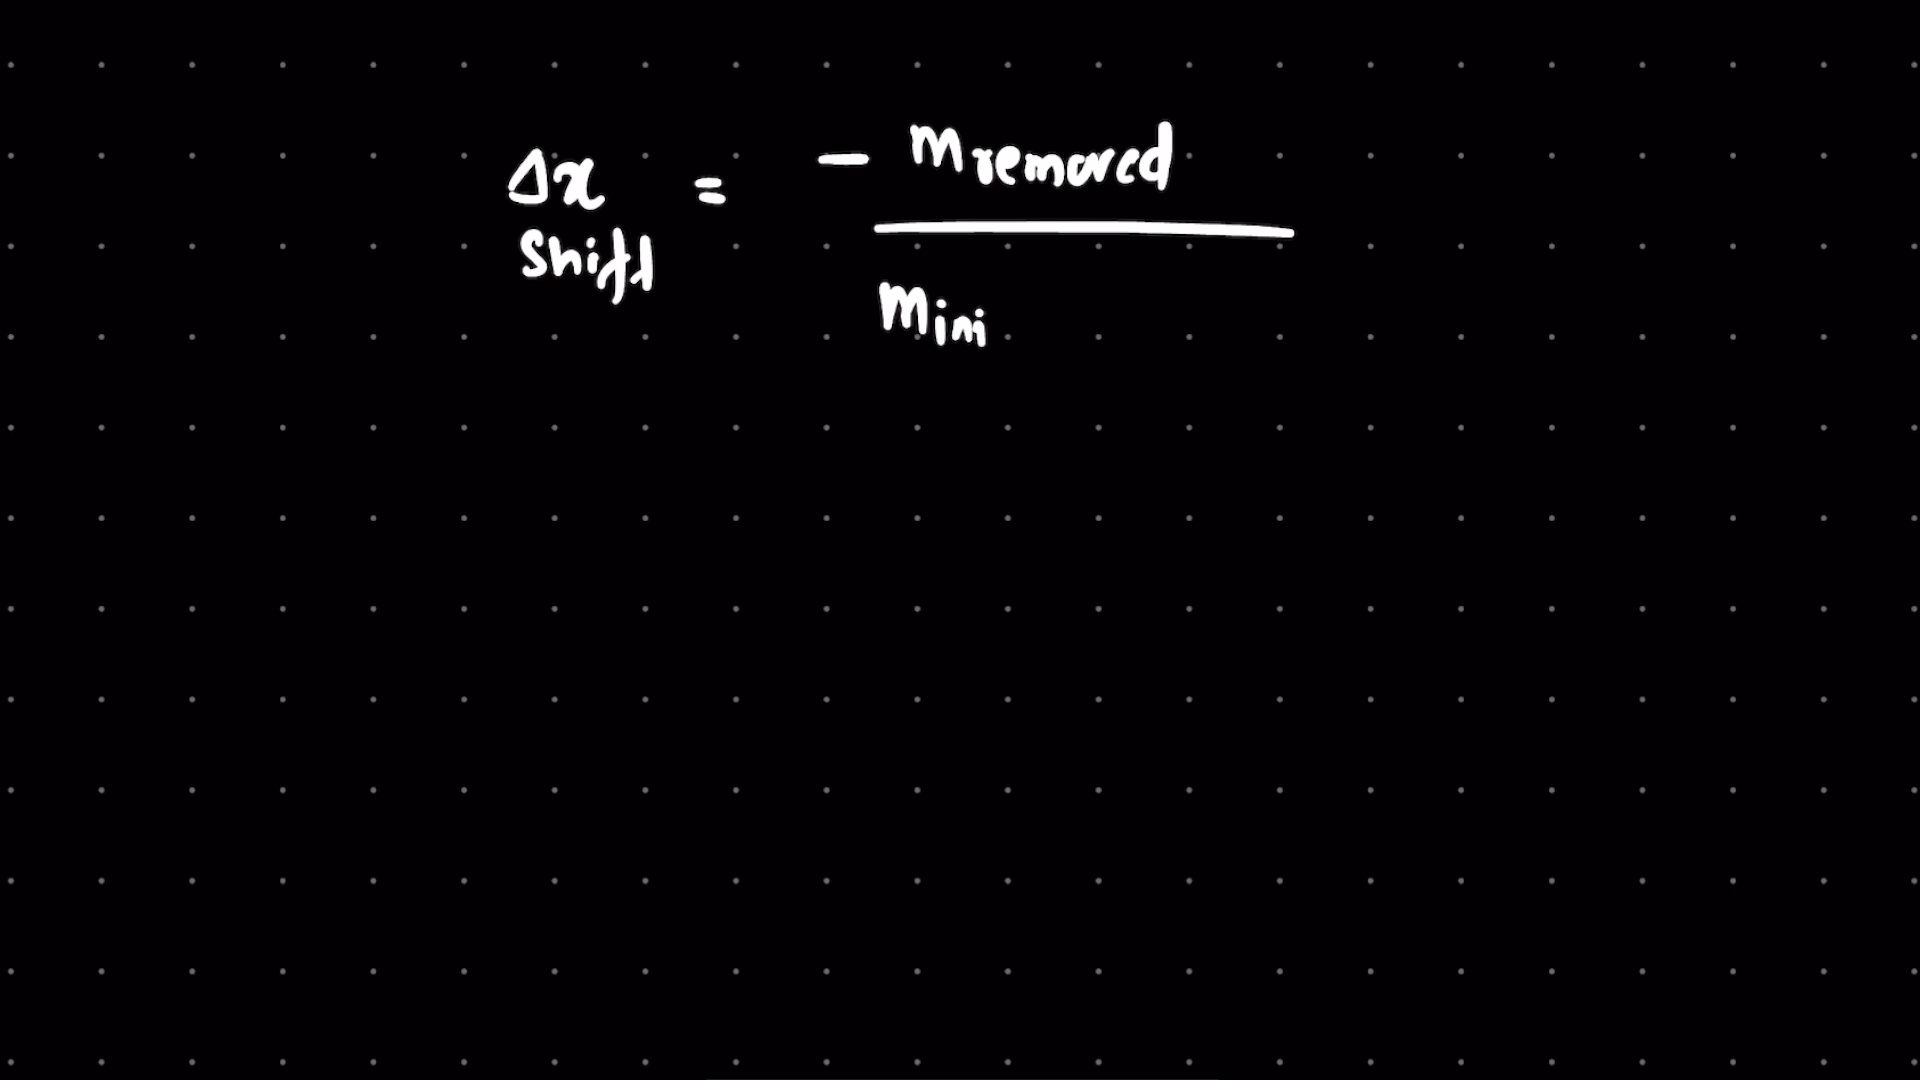 Δx = - mremoved
shift
mini